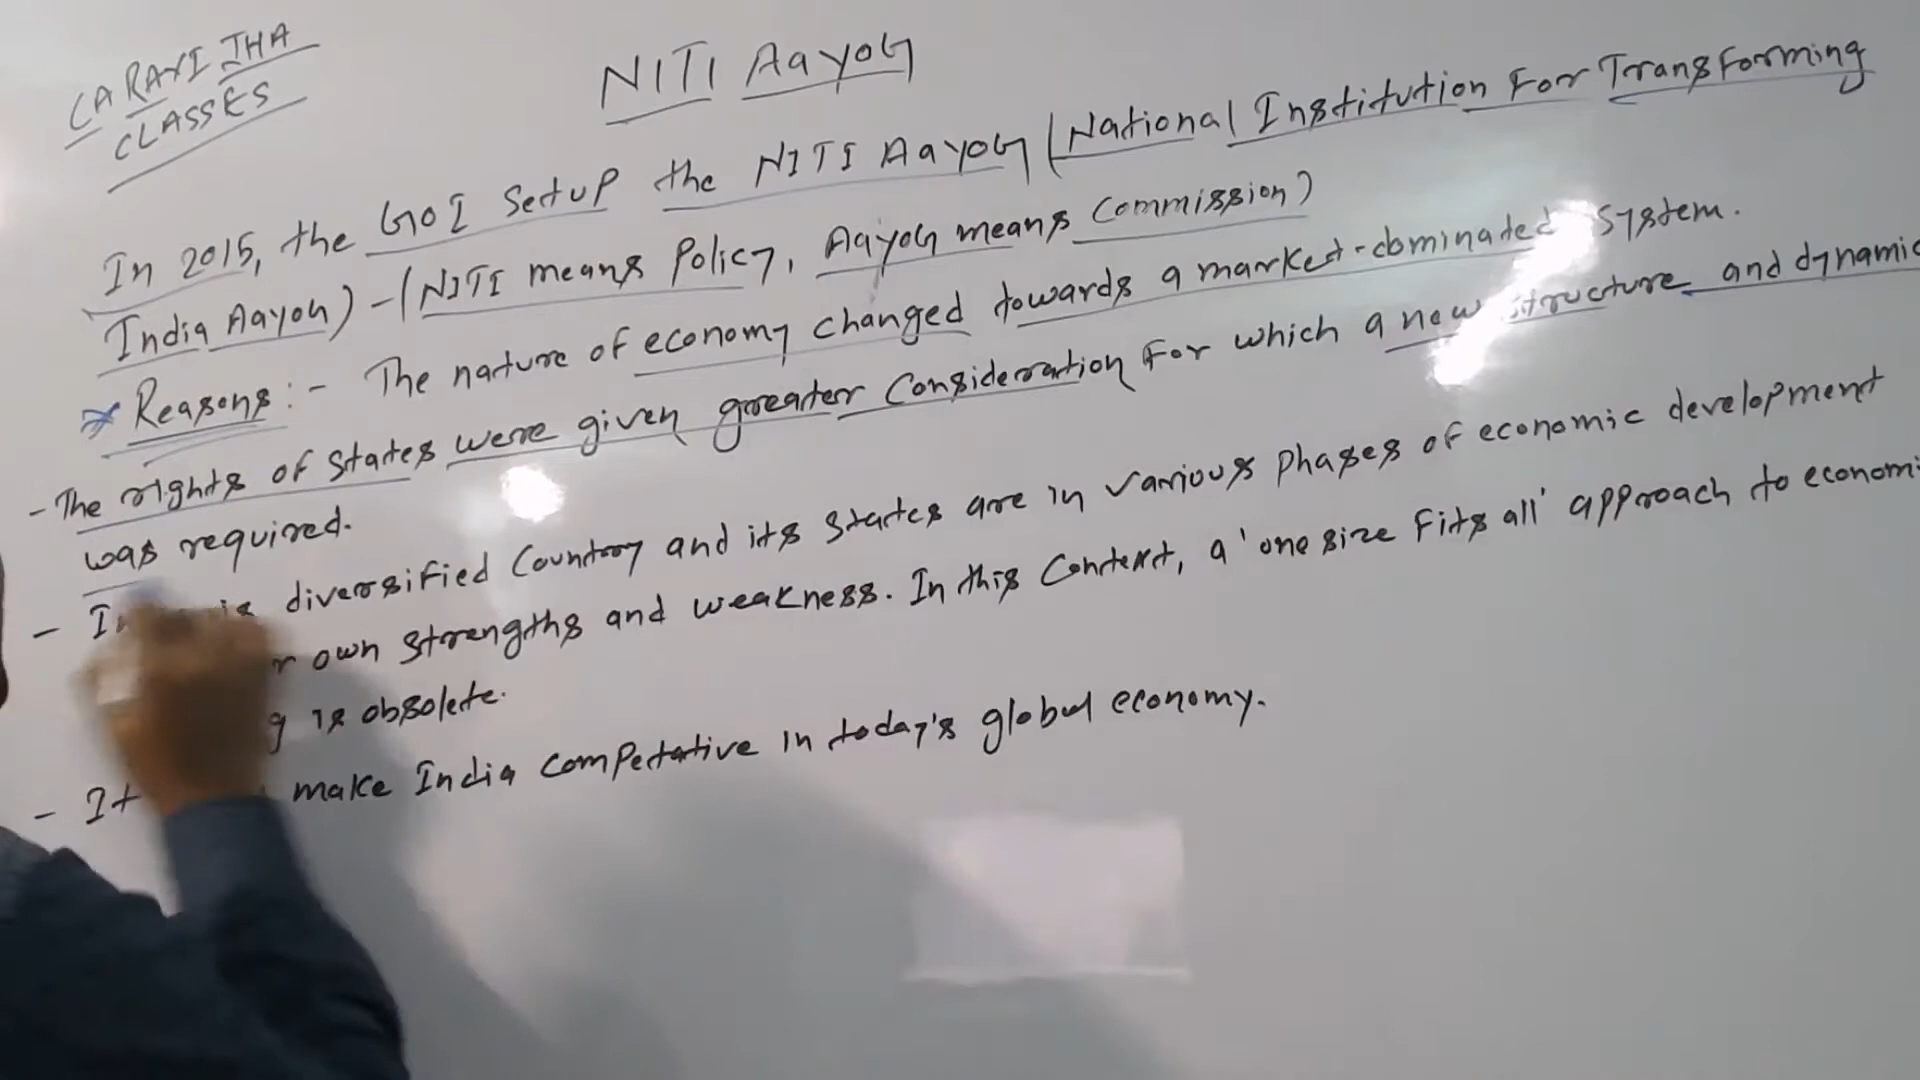 CA RAVI JHA
CLASSES
NITI Aayog
In 2015, the GOI Setup the NITI Aayog (National Institution For Transforming
India Aayog) - (NITI means Policy, Aayog means Commission)
* Reasons :- The nature of economy changed towards a market-dominated system.
- The rights of States were given greater Consideration For which a new structure and dynamic
was required.
- is diversified Country and its States are in various phases of economic development
own strengths and weakness. In this Context, a 'one size Fits all' approach to economi
is obsolete.
- It make India compertative in today's global economy.